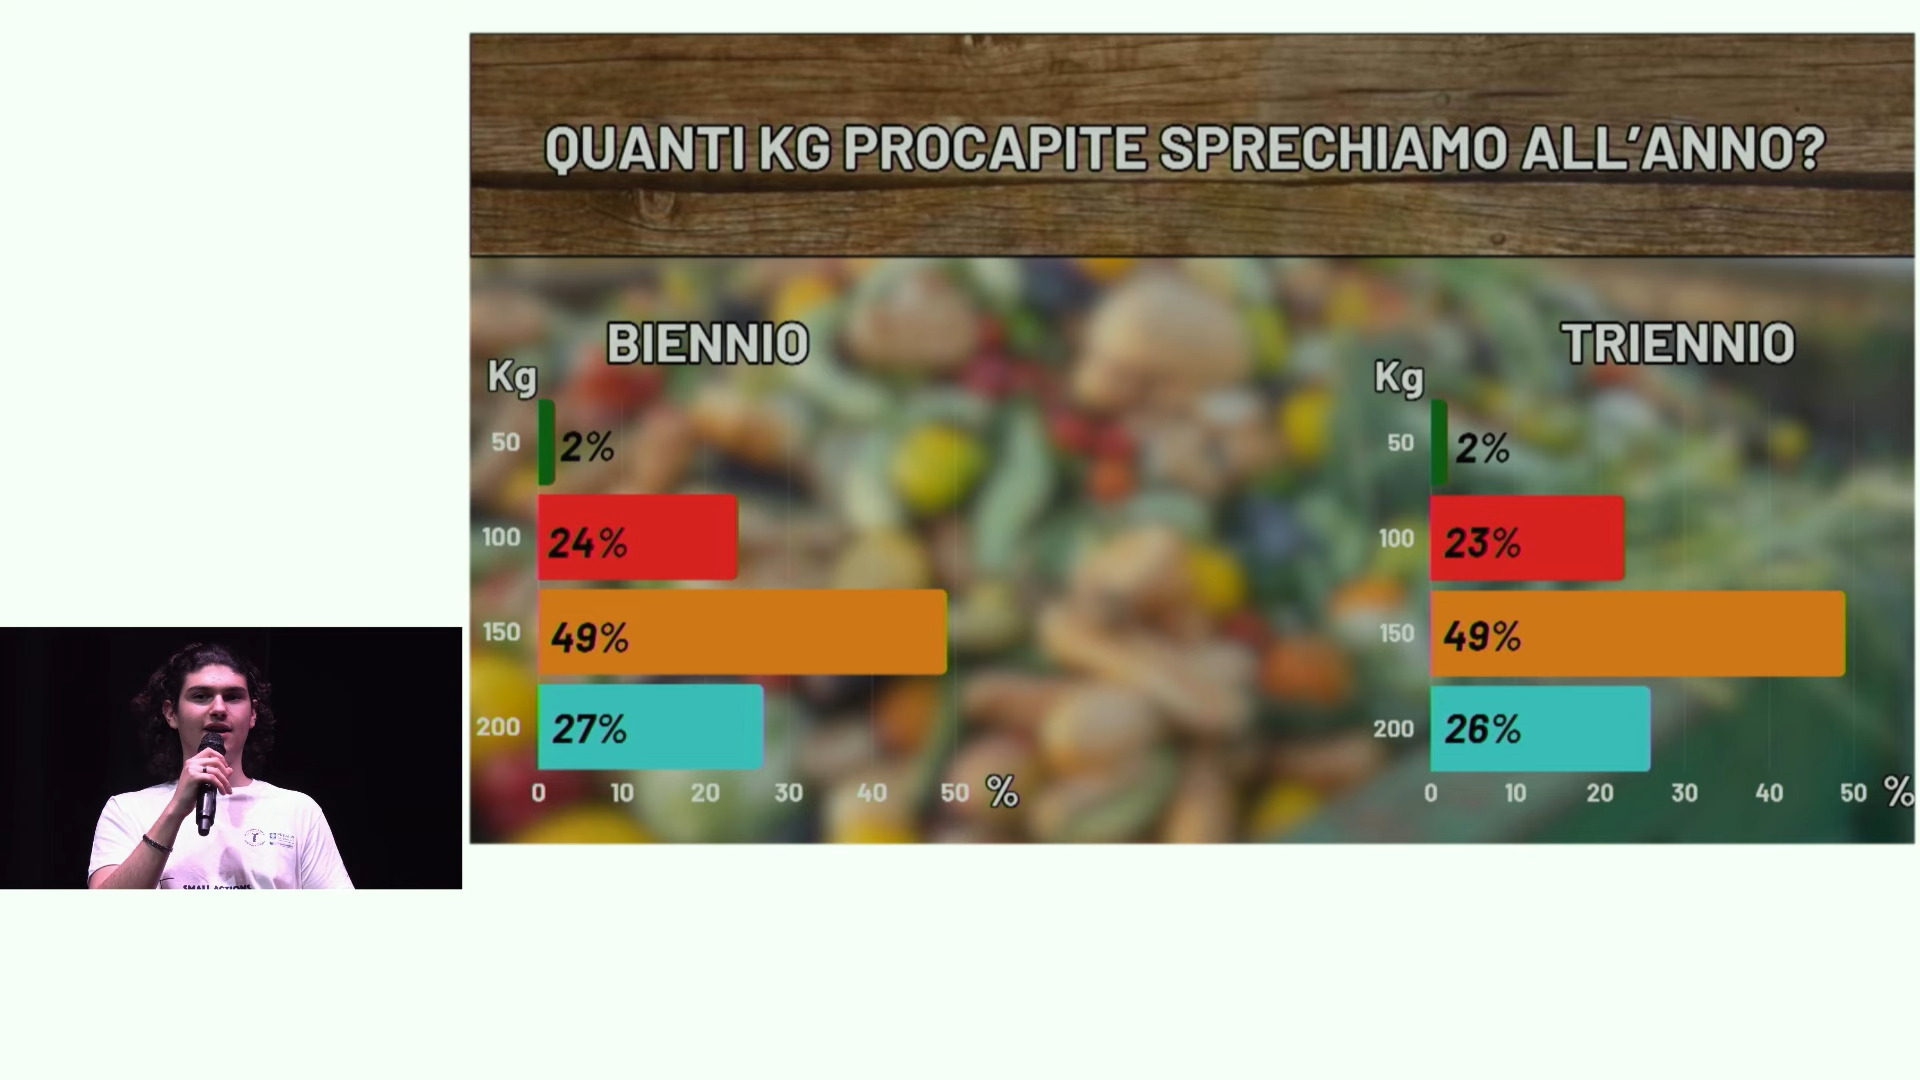 QUANTI KG PROCAPITE SPRECHIAMO ALL'ANNO?
BIENNIO
Kg
50 2%
100 24%
150 49%
200 27%
0 10 20 30 40 50 %
TRIENNIO
Kg
50 2%
100 23%
150 49%
200 26%
0 10 20 30 40 50 %
SMALL ACTIONS